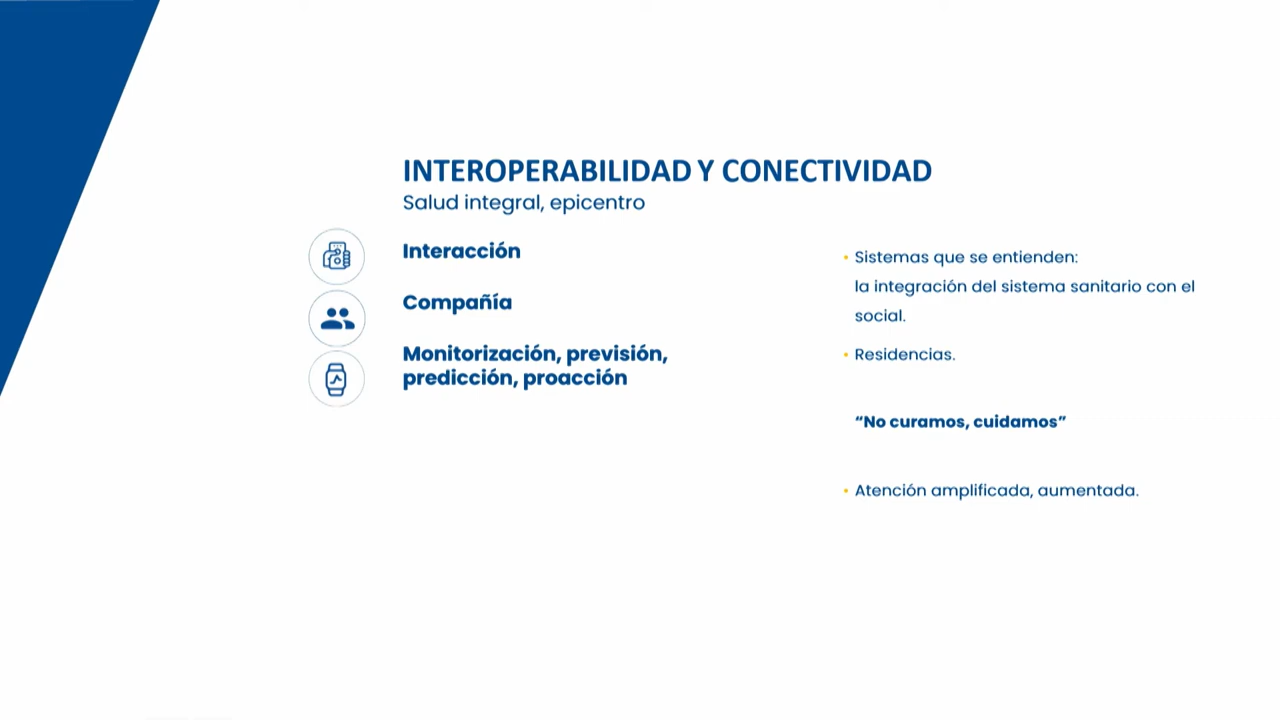 INTEROPERABILIDAD Y CONECTIVIDAD
Salud integral, epicentro
Interacción
Compañía
Monitorización, previsión,
predicción, proacción
• Sistemas que se entienden:
la integración del sistema sanitario con el
social.
• Residencias.
“No curamos, cuidamos”
• Atención amplificada, aumentada.